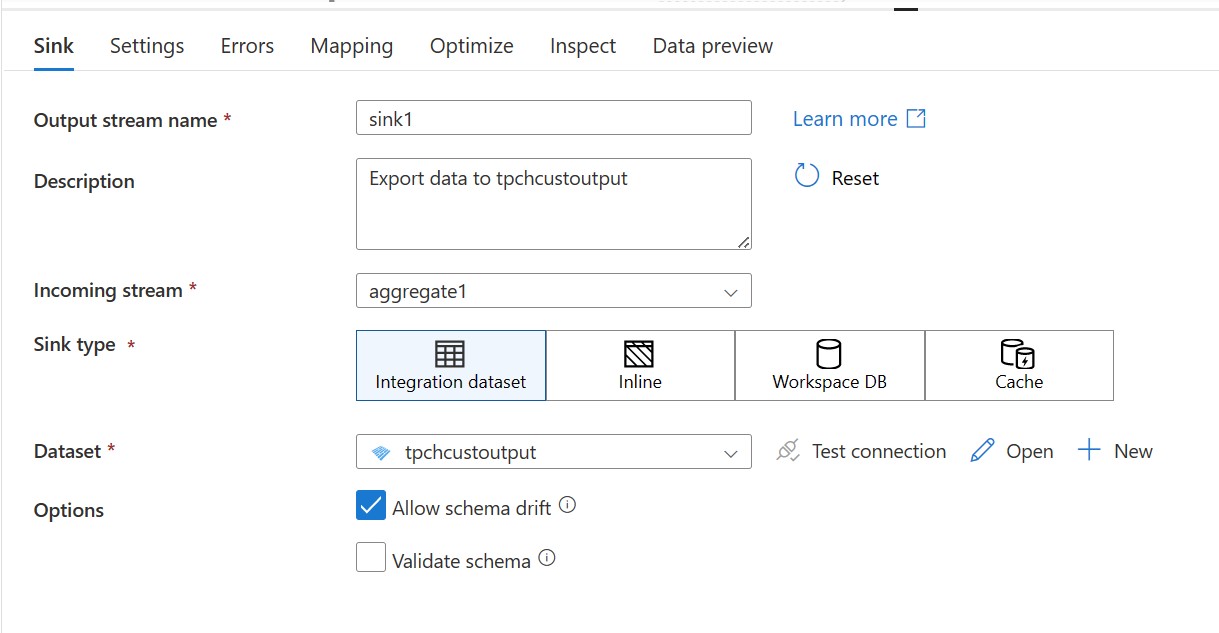 Sink Settings Errors Mapping Optimize Inspect Data preview
Output stream name * sink1 Learn more
Description Export data to tpchcustoutput Reset
Incoming stream * aggregate1
Sink type * Integration dataset Inline Workspace DB Cache
Dataset * tpchcustoutput Test connection Open New
Options Allow schema drift
Validate schema